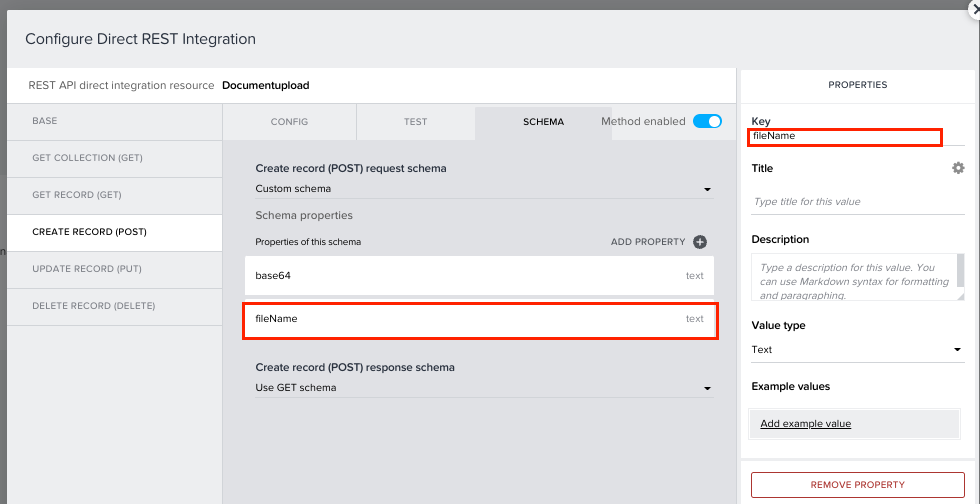 Configure Direct REST Integration
REST API direct integration resource Documentupload
BASE
GET COLLECTION (GET)
GET RECORD (GET)
CREATE RECORD (POST)
UPDATE RECORD (PUT)
DELETE RECORD (DELETE)
CONFIG
TEST
SCHEMA
Method enabled
Create record (POST) request schema
Custom schema
Schema properties
Properties of this schema
ADD PROPERTY
base64 text
fileName text
Create record (POST) response schema
Use GET schema
PROPERTIES
Key
fileName
Title
Type title for this value
Description
Type a description for this value. You
can use Markdown syntax for formatting
and paragraphing.
Value type
Text
Example values
Add example value
REMOVE PROPERTY